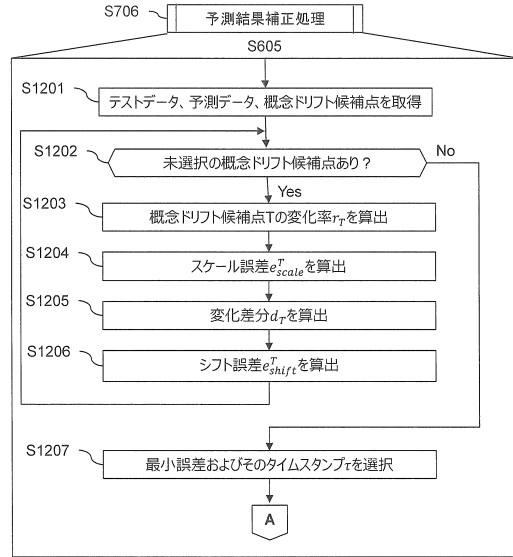 S706
予測結果補正処理
S605
S1201
テストデータ、予測データ、概念ドリフト候補点を取得
S1202
未選択の概念ドリフト候補点あり？
No
Yes
S1203
概念ドリフト候補点Tの変化率r_Tを算出
S1204
スケール誤差e^T_scaleを算出
S1205
変化差分d_Tを算出
S1206
シフト誤差e^T_shiftを算出
S1207
最小誤差およびそのタイムスタンプτを選択
A